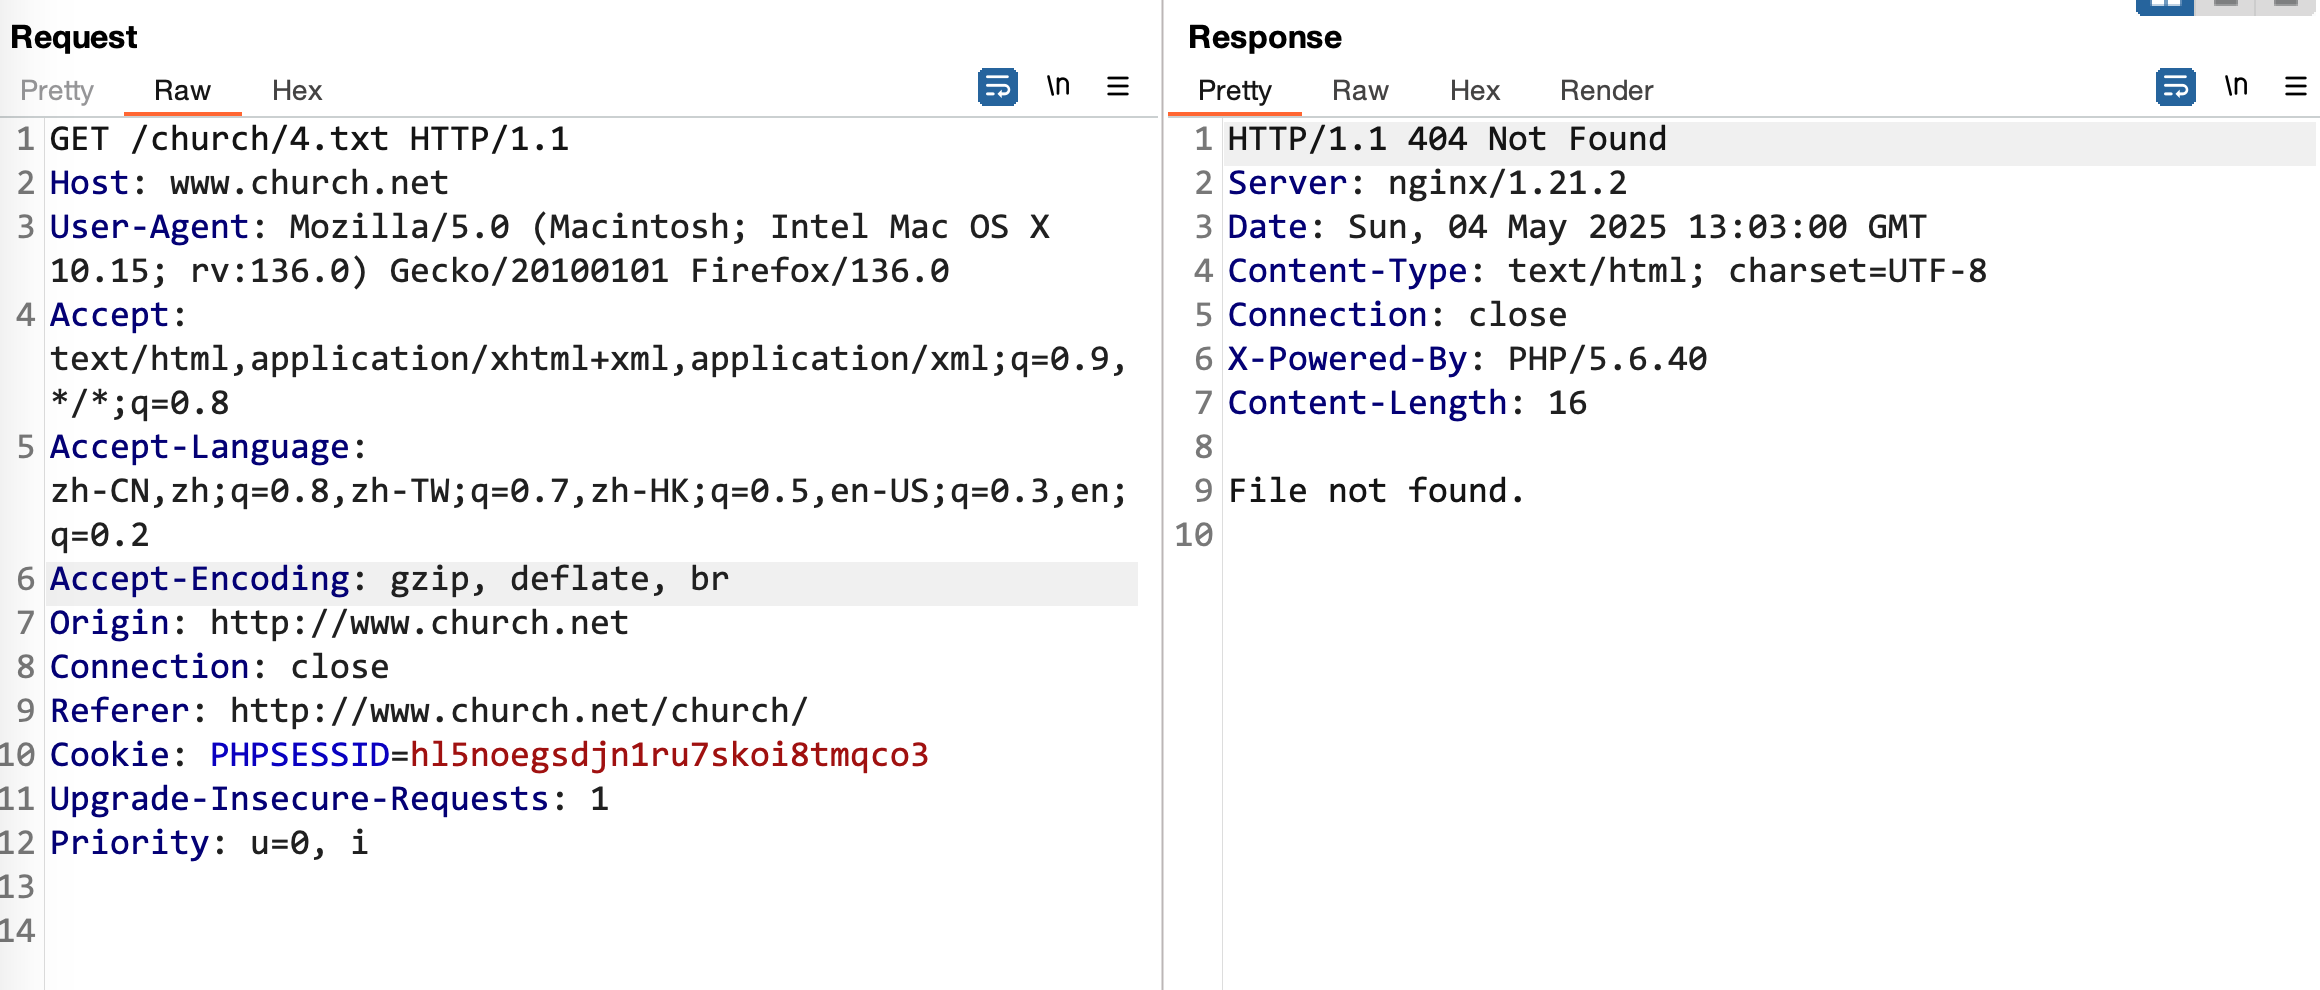 Request
Pretty Raw Hex \n
1 GET /church/4.txt HTTP/1.1
2 Host: www.church.net
3 User-Agent: Mozilla/5.0 (Macintosh; Intel Mac OS X
10.15; rv:136.0) Gecko/20100101 Firefox/136.0
4 Accept:
text/html,application/xhtml+xml,application/xml;q=0.9,
*/*;q=0.8
5 Accept-Language:
zh-CN,zh;q=0.8,zh-TW;q=0.7,zh-HK;q=0.5,en-US;q=0.3,en;
q=0.2
6 Accept-Encoding: gzip, deflate, br
7 Origin: http://www.church.net
8 Connection: close
9 Referer: http://www.church.net/church/
10 Cookie: PHPSESSID=hl5noegsdjn1ru7skoi8tmqco3
11 Upgrade-Insecure-Requests: 1
12 Priority: u=0, i
13
14
Response
Pretty Raw Hex Render \n
1 HTTP/1.1 404 Not Found
2 Server: nginx/1.21.2
3 Date: Sun, 04 May 2025 13:03:00 GMT
4 Content-Type: text/html; charset=UTF-8
5 Connection: close
6 X-Powered-By: PHP/5.6.40
7 Content-Length: 16
8
9 File not found.
10